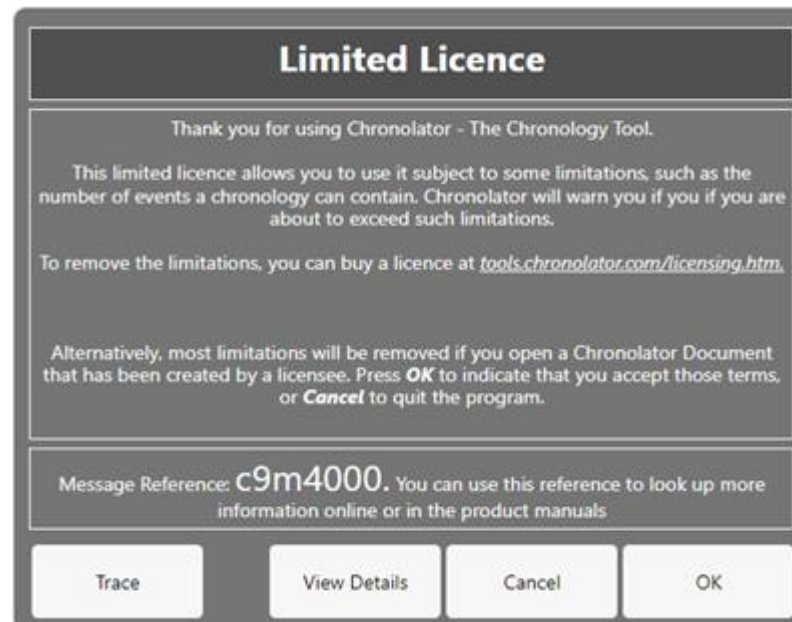 Limited Licence
Thank you for using Chronolator - The Chronology Tool.
This limited licence allows you to use it subject to some limitations, such as the
number of events a chronology can contain. Chronolator will warn you if you if you are
about to exceed such limitations.
To remove the limitations, you can buy a licence at tools.chronolator.com/licensing.htm.
Alternatively, most limitations will be removed if you open a Chronolator Document
that has been created by a licensee. Press OK to indicate that you accept those terms,
or Cancel to quit the program.
Message Reference: c9m4000. You can use this reference to look up more
information online or in the product manuals
Trace View Details Cancel OK